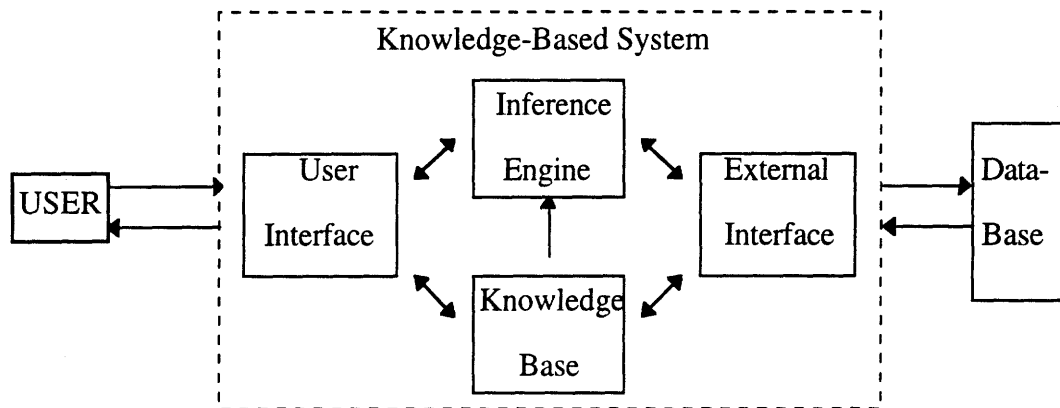 Knowledge-Based System
USER
User
Interface
Inference
Engine
Knowledge
Base
External
Interface
Data-
Base